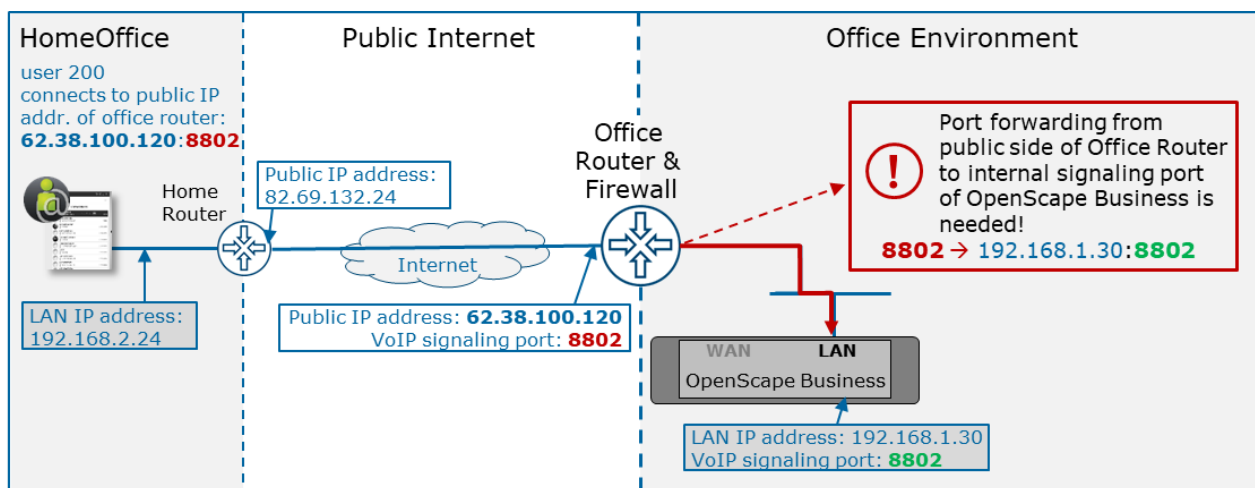 HomeOffice
user 200
connects to public IP
addr. of office router:
62.38.100.120:8802
Home
Router
LAN IP address:
192.168.2.24
Public Internet
Public IP address:
82.69.132.24
Internet
Public IP address: 62.38.100.120
VoIP signaling port: 8802
Office
Router &
Firewall
Office Environment
Port forwarding from
public side of Office Router
to internal signaling port
of OpenScape Business is
needed!
8802 → 192.168.1.30:8802
WAN LAN
OpenScape Business
LAN IP address: 192.168.1.30
VoIP signaling port: 8802